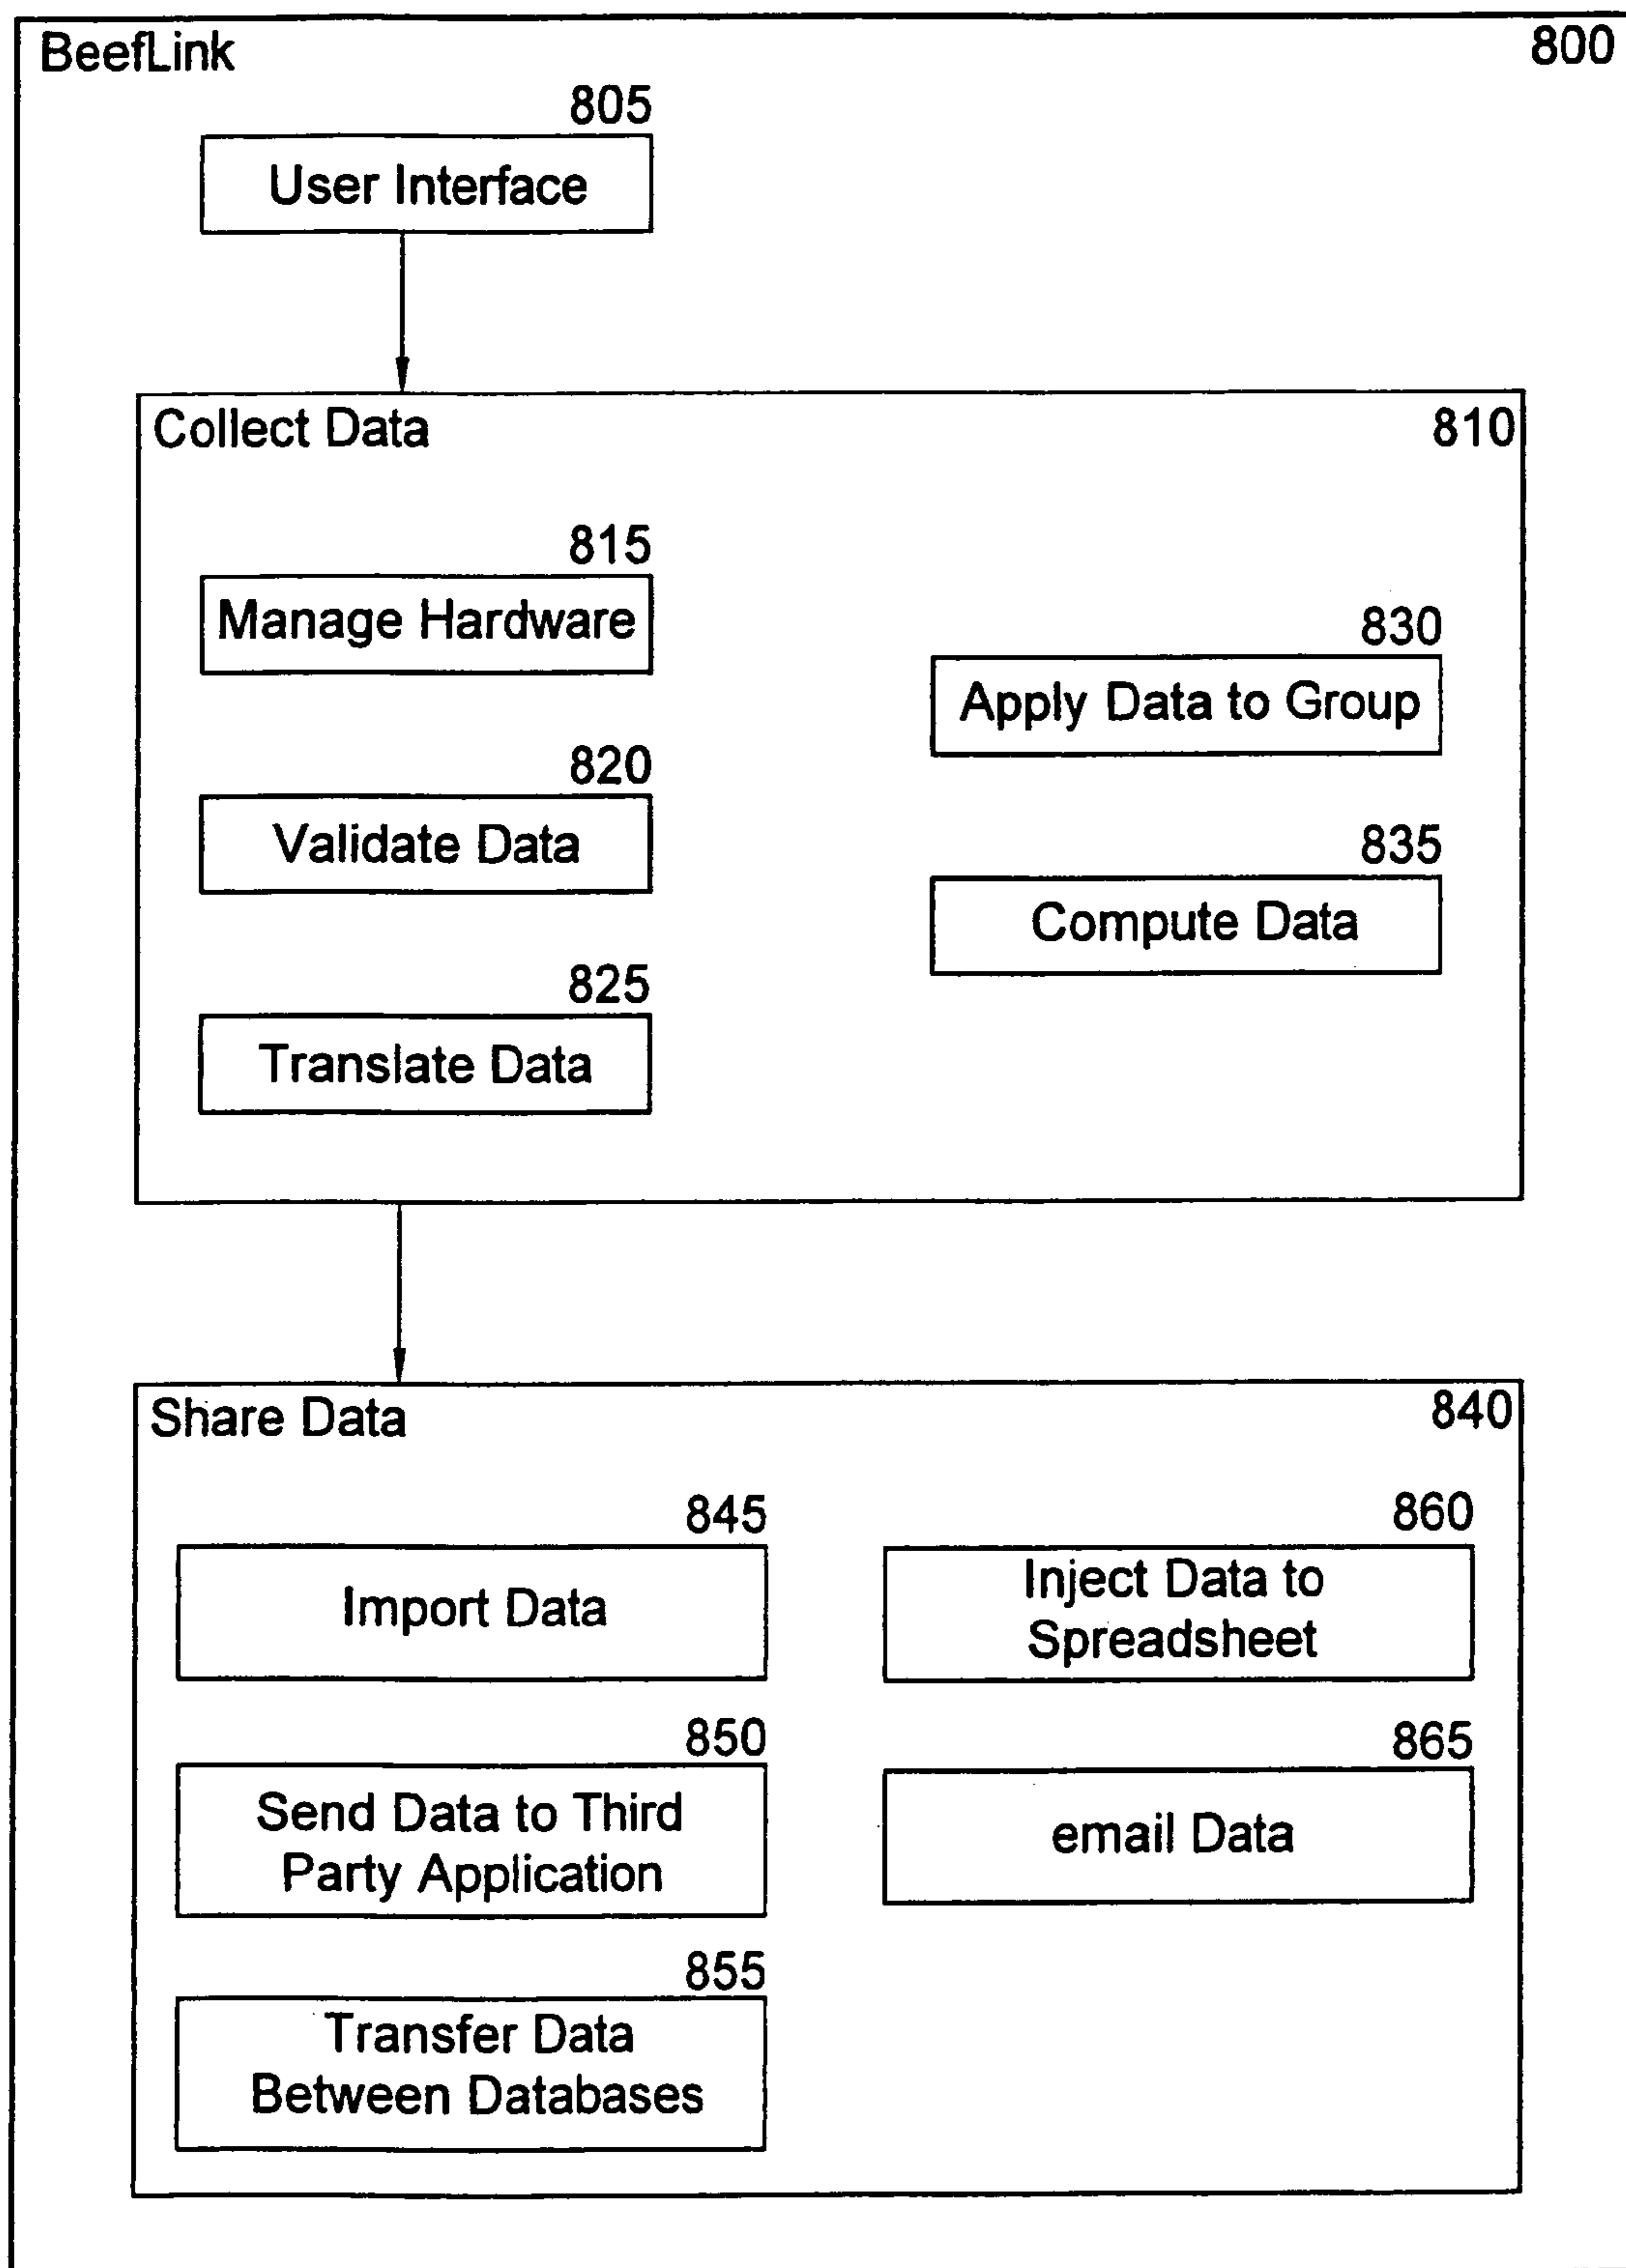 BeefLink 800
805
User Interface
Collect Data 810
815
Manage Hardware
820
Validate Data
825
Translate Data
830
Apply Data to Group
835
Compute Data
Share Data 840
845
Import Data
850
Send Data to Third
Party Application
855
Transfer Data
Between Databases
860
Inject Data to
Spreadsheet
865
email Data